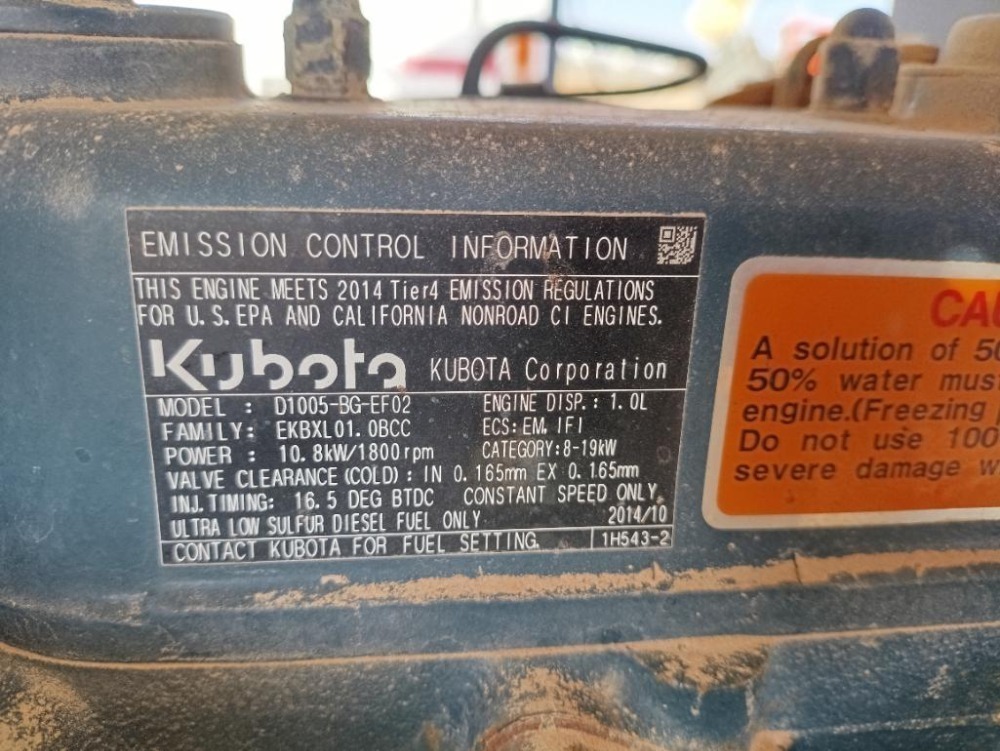 EMISSION CONTROL INFORMATION
THIS ENGINE MEETS 2014 Tier4 EMISSION REGULATIONS
FOR U.S.EPA AND CALIFORNIA NONROAD CI ENGINES.
Kubota KUBOTA Corporation
MODEL : D1005-BG-EF02 ENGINE DISP.: 1.0L
FAMILY: EKBXL01.0BCC ECS:EM.IFI
POWER : 10.8kW/1800rpm CATEGORY:8-19kW
VALVE CLEARANCE(COLD): IN 0.165mm EX 0.165mm
INJ.TIMING: 16.5 DEG BTDC CONSTANT SPEED ONLY.
ULTRA LOW SULFUR DIESEL FUEL ONLY 2014/10
CONTACT KUBOTA FOR FUEL SETTING. 1H543-2
A solution of
50% water
engine.(Freezing
Do not use 100
severe damage